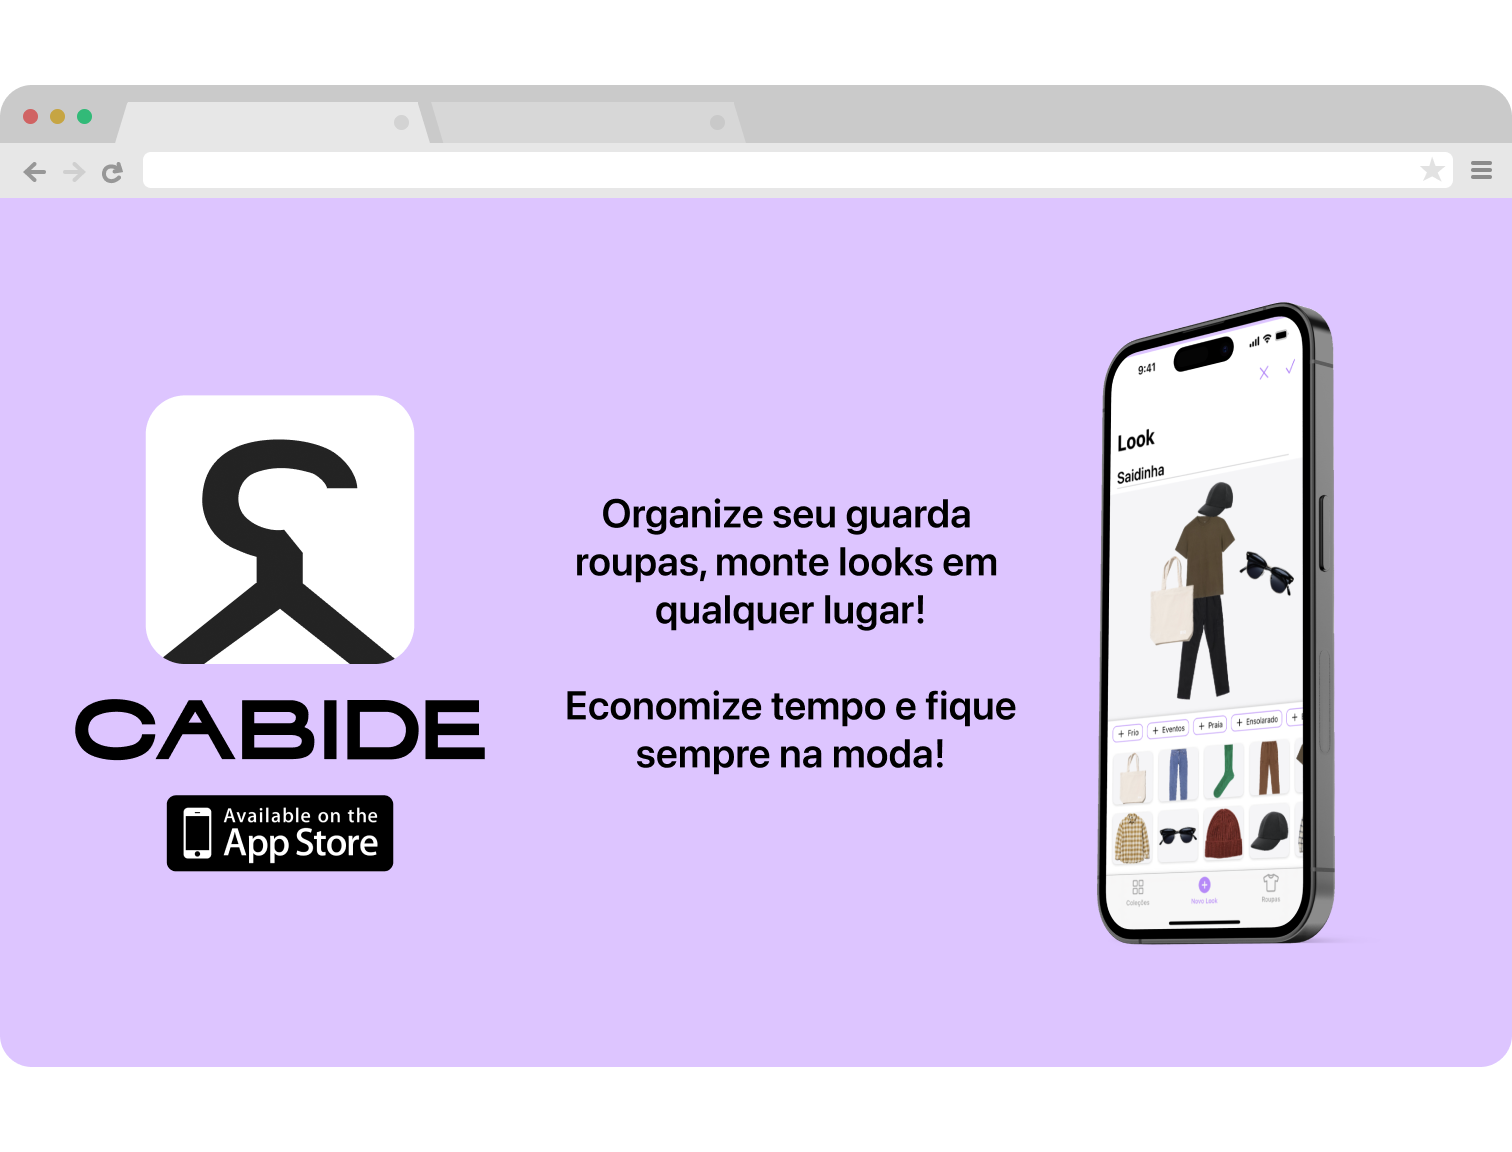 CABIDE
Available on the
App Store
Organize seu guarda
roupas, monte looks em
qualquer lugar!
Economize tempo e fique
sempre na moda!
9:41
Look
Saidinha
+ Frio + Eventos + Praia + Ensolarado +
Coleções Novo Look Roupas